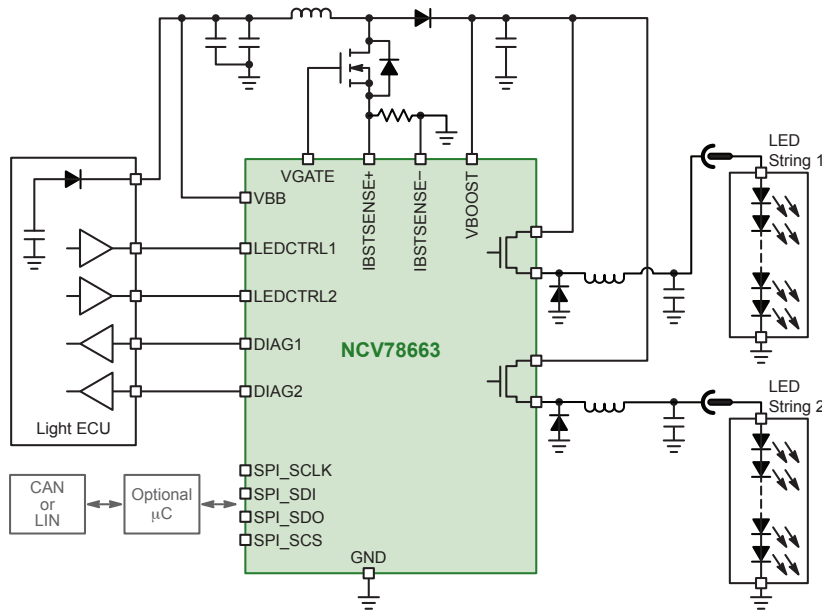 LED
String 1
VGATE
IBSTSENSE+
IBSTSENSE−
VBOOST
VBB
LEDCTRL1
LEDCTRL2
DIAG1
NCV78663
DIAG2
LED
String 2
Light ECU
SPI_SCLK
SPI_SDI
SPI_SDO
SPI_SCS
CAN
or
LIN
Optional
μC
GND